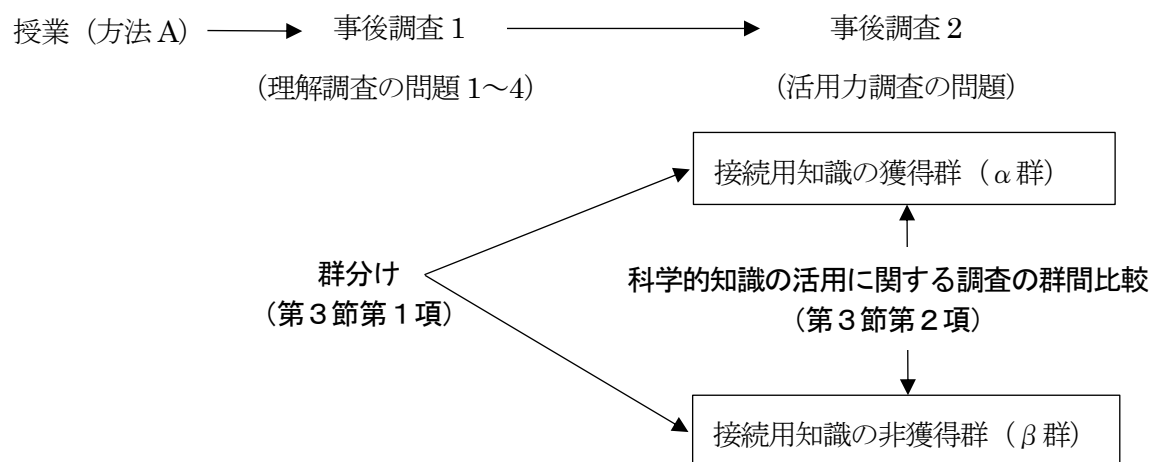 授業（方法 A） 事後調査 1 事後調査 2
（理解調査の問題 1～4） （活用力調査の問題）
接続用知識の獲得群（α群）
群分け
（第３節第１項）
科学的知識の活用に関する調査の群間比較
（第３節第２項）
接続用知識の非獲得群（β群）